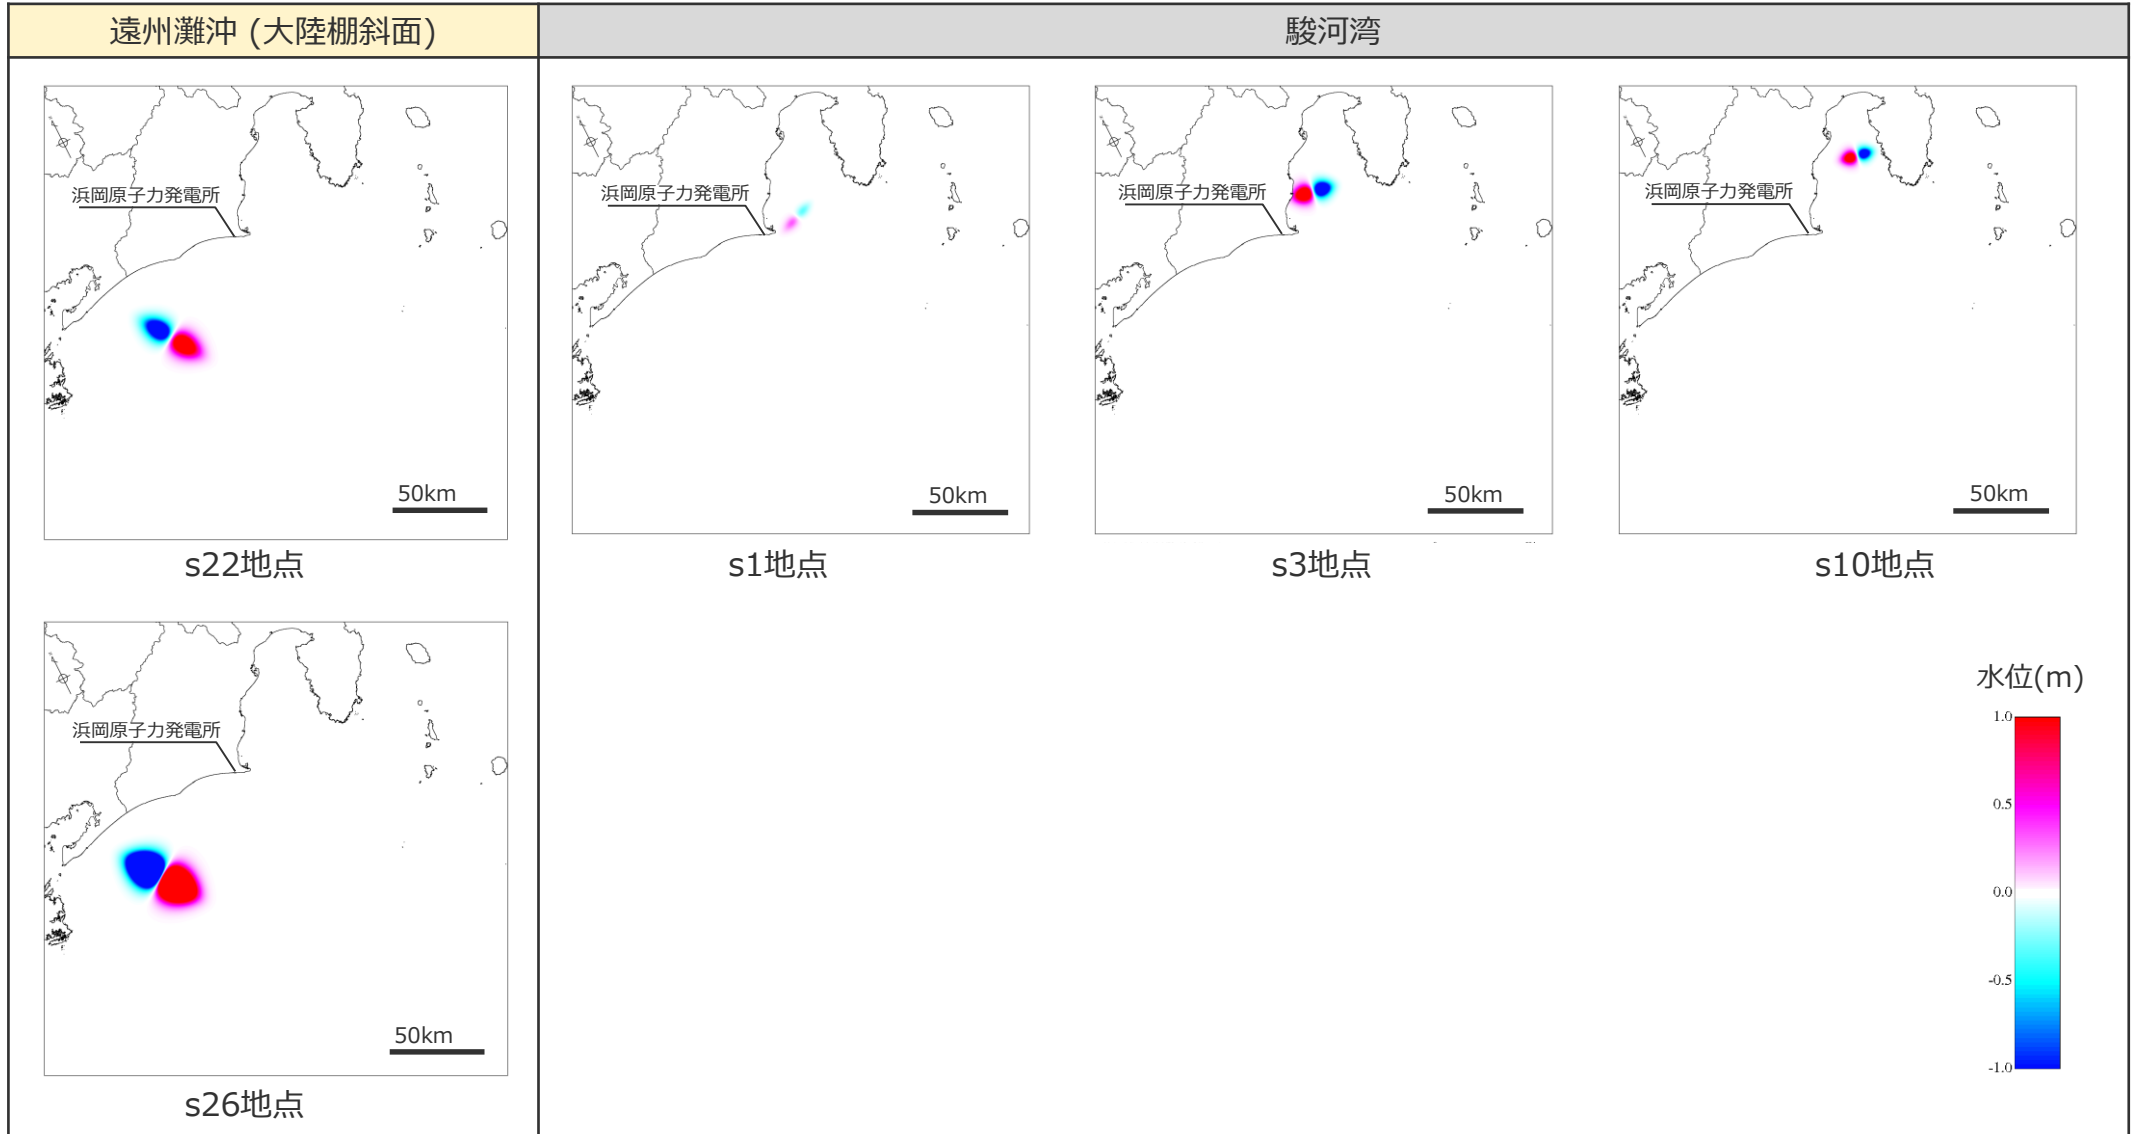 遠州灘沖 (大陸棚斜面)
駿河湾
浜岡原子力発電所
50km
s22地点
浜岡原子力発電所
50km
s1地点
浜岡原子力発電所
50km
s3地点
浜岡原子力発電所
50km
s10地点
浜岡原子力発電所
50km
s26地点
水位(m)
1.0
0.5
0.0
-0.5
-1.0